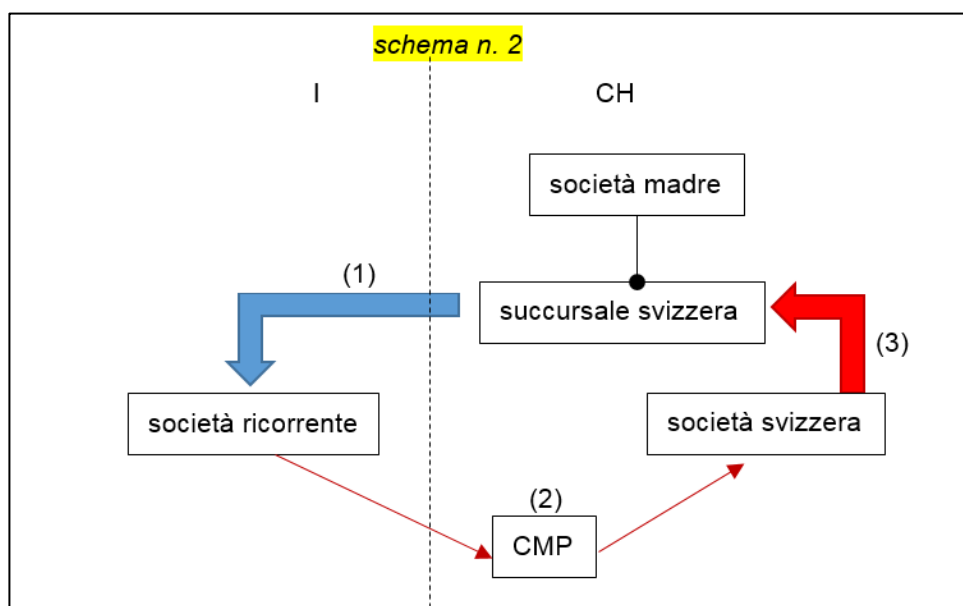 schema n. 2
I
CH
società madre
(1)
succursale svizzera
(3)
società ricorrente
società svizzera
(2)
CMP